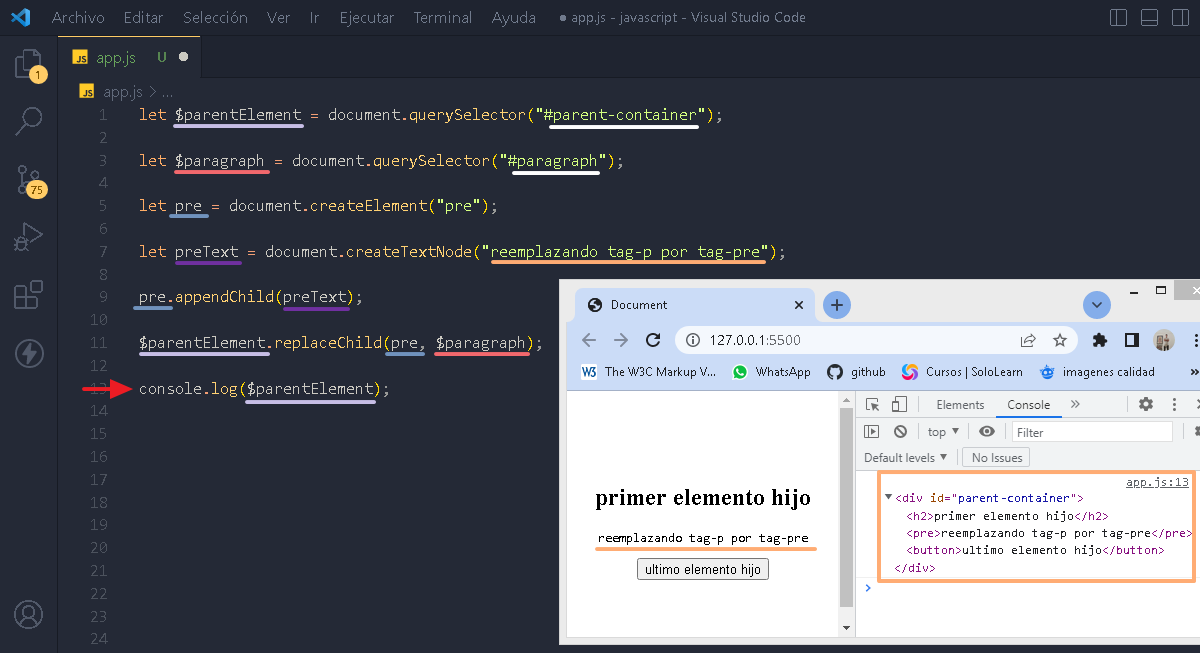 Archivo Editar Selección Ver Ir Ejecutar Terminal Ayuda ● app.js - javascript - Visual Studio Code
JS app.js U ●
JS app.js > ...
1
75
1 let $parentElement = document.querySelector("#parent-container");
2
3 let $paragraph = document.querySelector("#paragraph");
4
5 let pre = document.createElement("pre");
6
7 let preText = document.createTextNode("reemplazando tag-p por tag-pre");
8
9 pre.appendChild(preText);
10
11 $parentElement.replaceChild(pre, $paragraph);
12
13 console.log($parentElement);
14
15
16
17
18
19
20
21
22
23
24
Document
127.0.0.1:5500
W3 The W3C Markup V... WhatsApp github Cursos | SoloLearn imagenes calidad »
primer elemento hijo
reemplazando tag-p por tag-pre
ultimo elemento hijo
Elements Console »
top ▼ Filter
Default levels ▼ No Issues
app.js:13
▼<div id="parent-container">
<h2>primer elemento hijo</h2>
<pre>reemplazando tag-p por tag-pre</pre>
<button>ultimo elemento hijo</button>
</div>
>